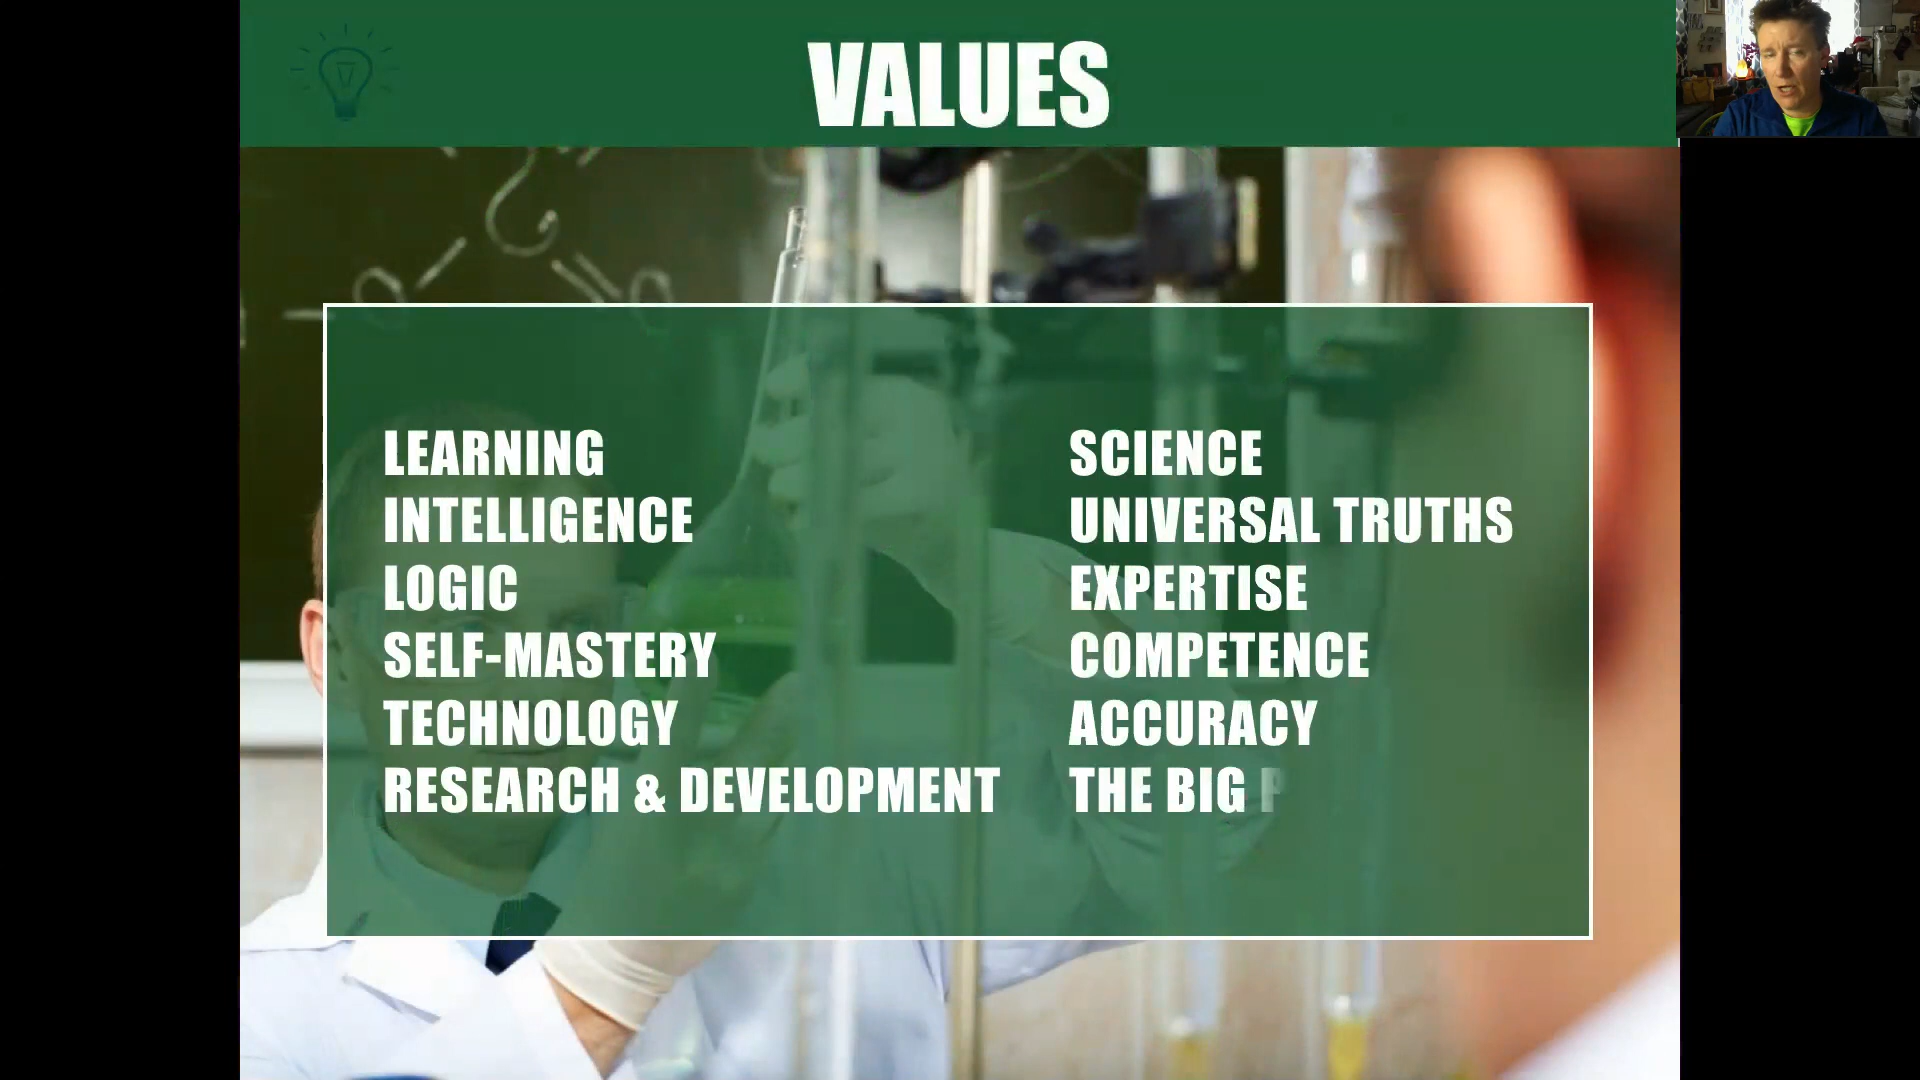 VALUES
LEARNING
INTELLIGENCE
LOGIC
SELF-MASTERY
TECHNOLOGY
RESEARCH & DEVELOPMENT
SCIENCE
UNIVERSAL TRUTHS
EXPERTISE
COMPETENCE
ACCURACY
THE BIG P